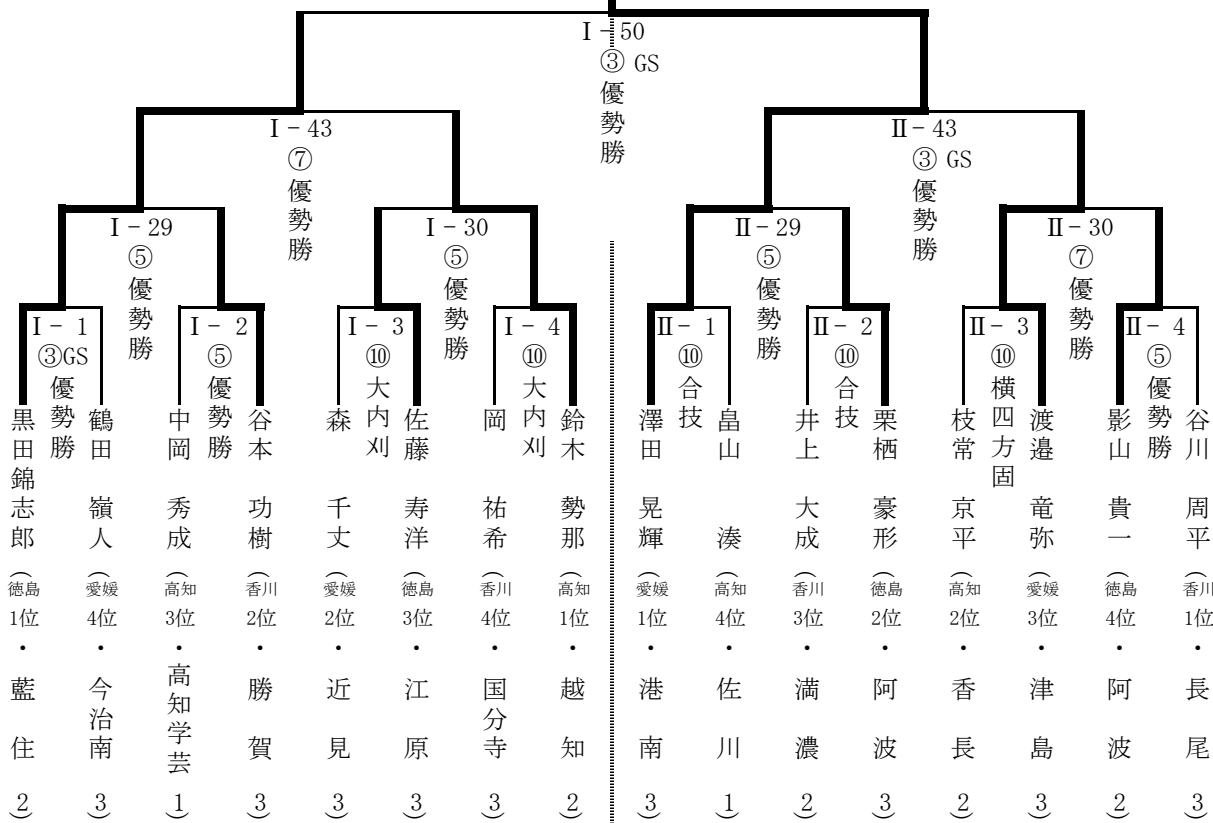 Ⅰ－50
③ GS
優勢勝
Ⅰ－43
⑦
優勢勝
Ⅱ－43
③ GS
優勢勝
Ⅰ－29
⑤
優勢勝
Ⅰ－30
⑤
優勢勝
Ⅱ－29
⑤
優勢勝
Ⅱ－30
⑦
優勢勝
Ⅰ－ 1
③GS
優勢勝
Ⅰ－ 2
⑤
優勢勝
Ⅰ－ 3
⑩
大内刈
Ⅰ－ 4
⑩
大内刈
Ⅱ－ 1
⑩
合技
Ⅱ－ 2
⑩
合技
Ⅱ－ 3
⑩
横四方固
Ⅱ－ 4
⑤
優勢勝
黒田錦志郎（徳島1位・藍住 2）
鶴田 嶺人（愛媛4位・今治南 3）
中岡 秀成（高知3位・高知学芸 1）
谷本 功樹（香川2位・勝賀 3）
森 千丈（愛媛2位・近見 3）
佐藤 寿洋（徳島3位・江原 3）
岡 祐希（香川4位・国分寺 3）
鈴木 勢那（高知1位・越知 2）
澤田 晃輝（愛媛1位・港南 3）
畠山 湊（高知4位・佐川 1）
井上 大成（香川3位・満濃 2）
栗栖 豪形（徳島2位・阿波 3）
枝常 京平（高知2位・香長 2）
渡邉 竜弥（愛媛3位・津島 3）
影山 貴一（徳島4位・阿波 2）
谷川 周平（香川1位・長尾 3）